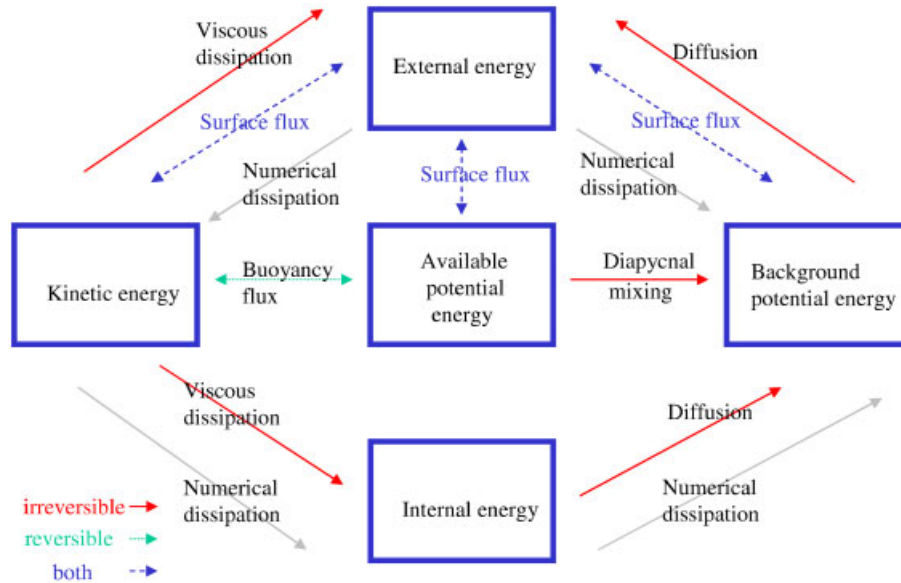 Viscous
dissipation
External energy
Diffusion
Surface flux
Surface flux
Numerical
dissipation
Surface flux
Numerical
dissipation
Kinetic energy
Buoyancy
flux
Available
potential
energy
Diapycnal
mixing
Background
potential energy
Viscous
dissipation
Diffusion
Numerical
dissipation
Internal energy
Numerical
dissipation
irreversible
reversible
both